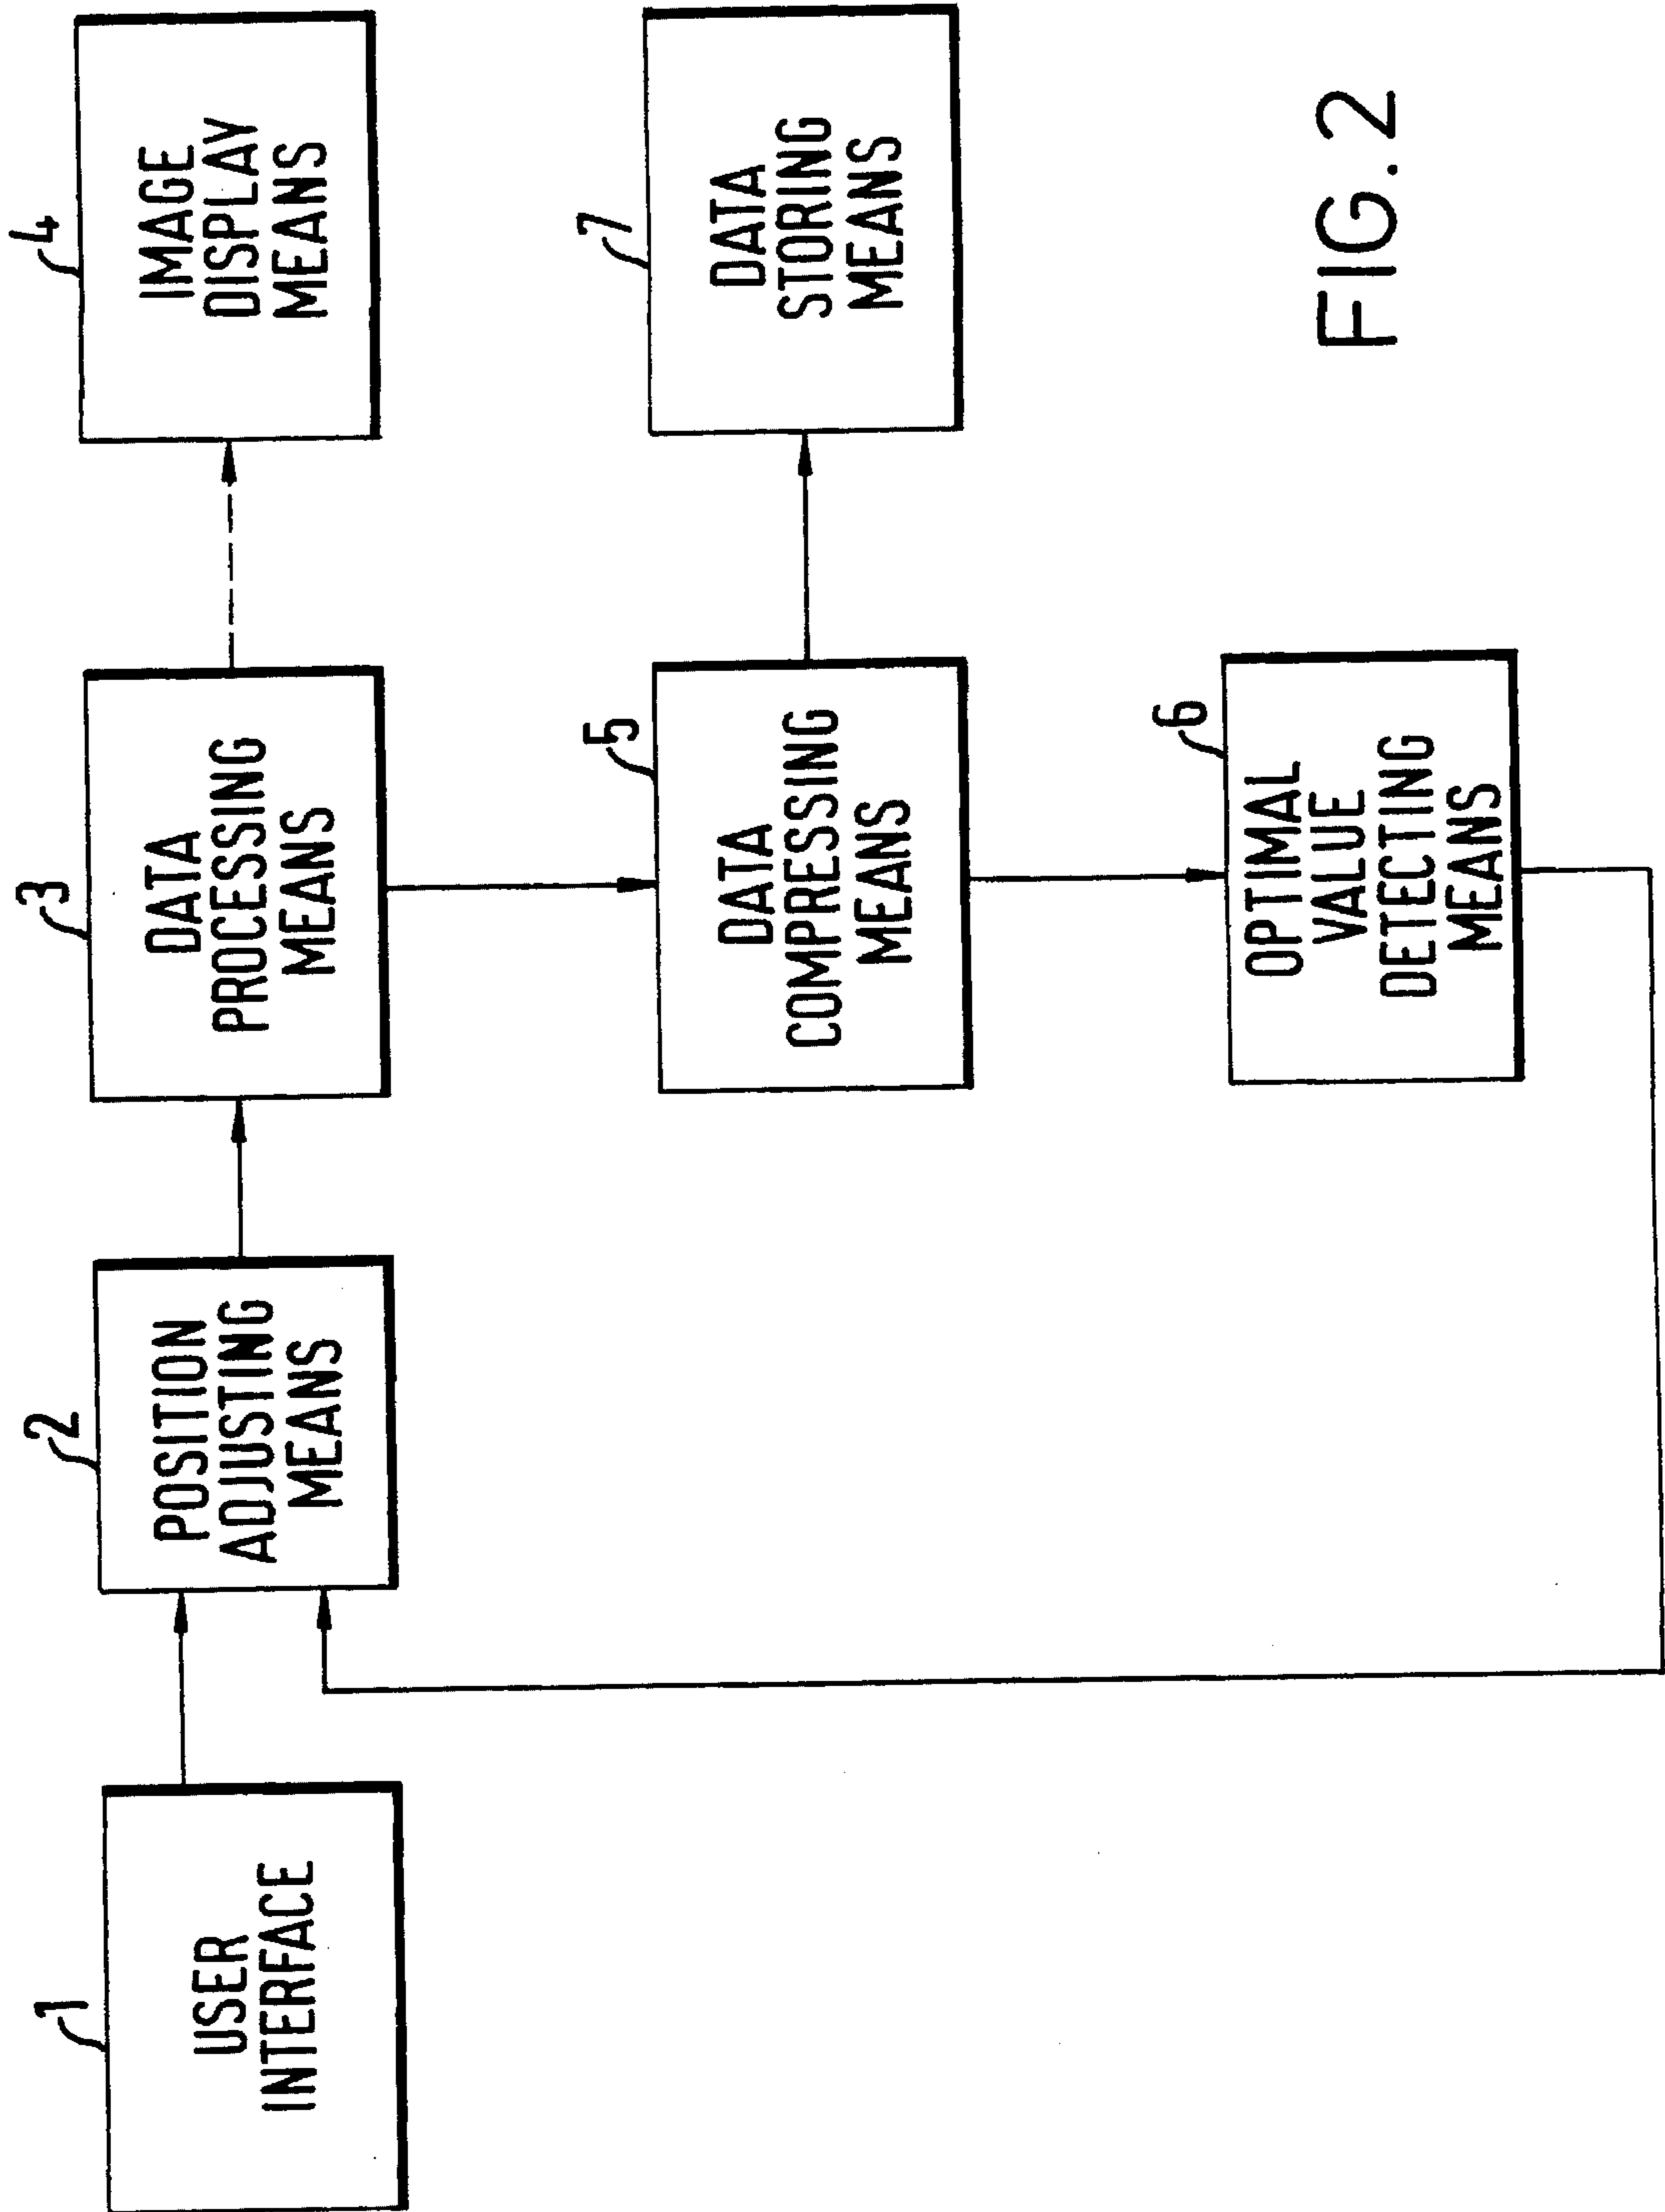 1
USER
INTERFACE
2
POSITION
ADJUSTING
MEANS
3
DATA
PROCESSING
MEANS
4
IMAGE
DISPLAY
MEANS
5
DATA
COMPRESSING
MEANS
7
DATA
STORING
MEANS
6
OPTIMAL
VALUE
DETECTING
MEANS
FIG. 2